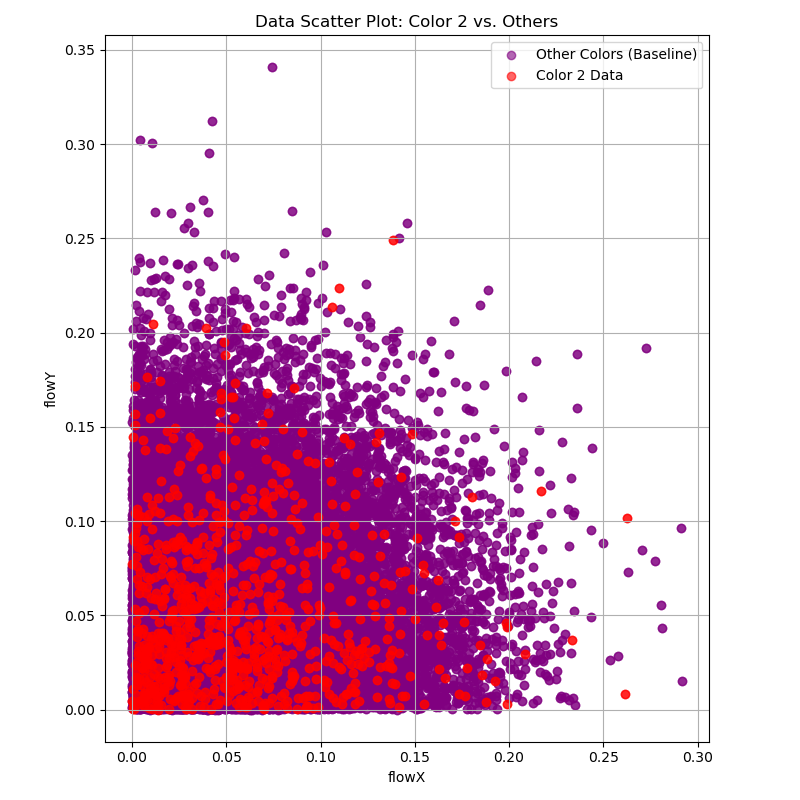 Data Scatter Plot: Color 2 vs. Others
Other Colors (Baseline)
Color 2 Data
flowY
0.35
0.30
0.25
0.20
0.15
0.10
0.05
0.00
0.00 0.05 0.10 0.15 0.20 0.25 0.30
flowX